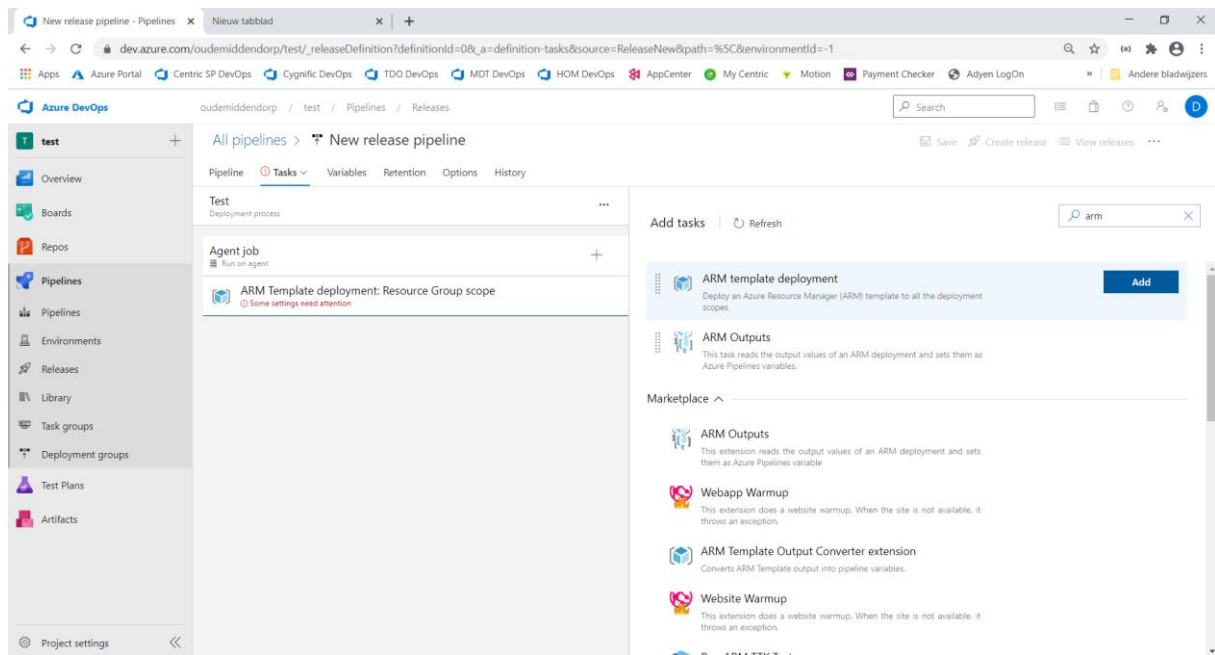 New release pipeline - Pipelines
Nieuw tabblad
dev.azure.com/oudemiddendorp/test/_releaseDefinition?definitionId=0&_a=definition-tasks&source=ReleaseNew&path=%5C&environmentId=-1
Apps Azure Portal Centric SP DevOps Cygnific DevOps TDO DevOps MDT DevOps HOM DevOps AppCenter My Centric Motion Payment Checker Adyen LogOn » Andere bladwijzers
Azure DevOps
oudemiddendorp / test / Pipelines / Releases
Search
D
T test
Overview
Boards
Repos
Pipelines
Pipelines
Environments
Releases
Library
Task groups
Deployment groups
Test Plans
Artifacts
Project settings
All pipelines > New release pipeline
Save Create release View releases ...
Pipeline Tasks Variables Retention Options History
Test
Deployment process
Agent job
Run on agent
ARM Template deployment: Resource Group scope
Some settings need attention
Add tasks Refresh
arm
ARM template deployment
Deploy an Azure Resource Manager (ARM) template to all the deployment
scopes
Add
ARM Outputs
This task reads the output values of an ARM deployment and sets them as
Azure Pipelines variables.
Marketplace
ARM Outputs
This extension reads the output values of an ARM deployment and sets
them as Azure Pipelines variable
Webapp Warmup
This extension does a website warmup. When the site is not available, it
throws an exception.
ARM Template Output Converter extension
Converts ARM Template output into pipeline variables.
Website Warmup
This extension does a website warmup. When the site is not available, it
throws an exception.